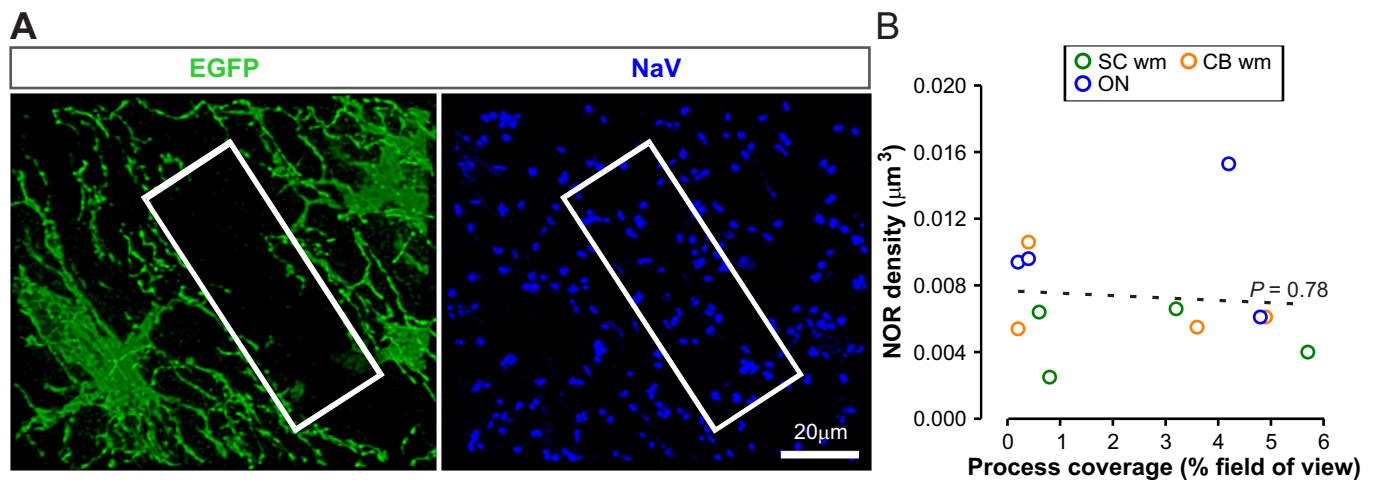 A
EGFP
NaV
20μm
B
SC wm CB wm
ON
NOR density (μm³)
0.020
0.016
0.012
0.008
0.004
0.000
P = 0.78
0 1 2 3 4 5 6
Process coverage (% field of view)